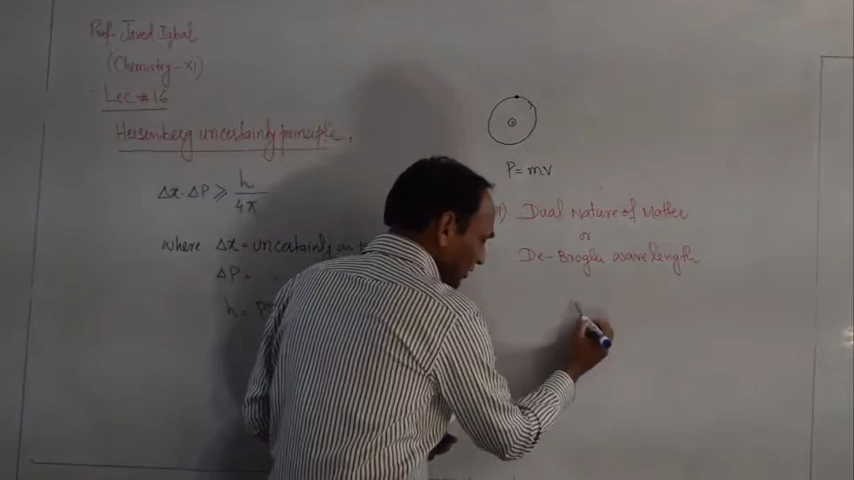 Prof. Javed Iqbal
(Chemistry-XI)
Lec #16
Heisenberg uncertainty principle.
Δx.ΔP ⩾ h/4π
where Δx = uncertainty
ΔP =
h =
P = mv
) Dual Nature of Matter
or
De-Broglie wavelength